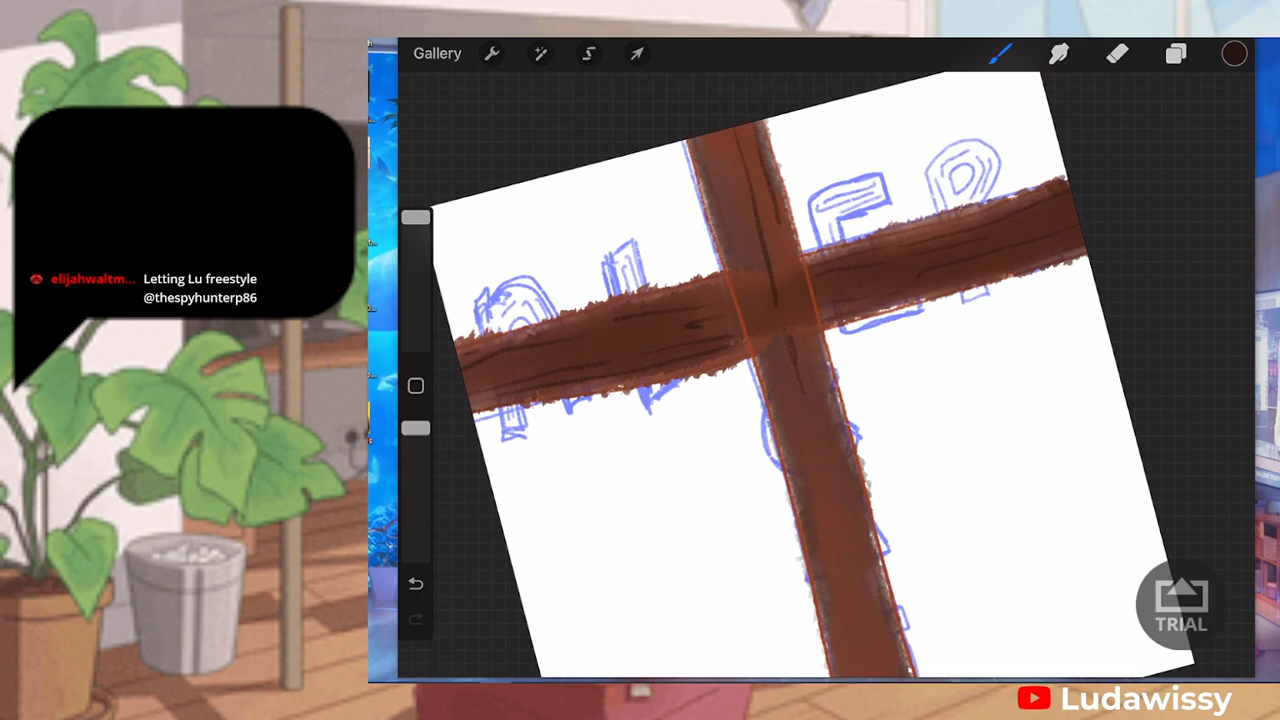 Gallery
elijahwaltm... Letting Lu freestyle
@thespyhunterp86
TRIAL
Ludawissy